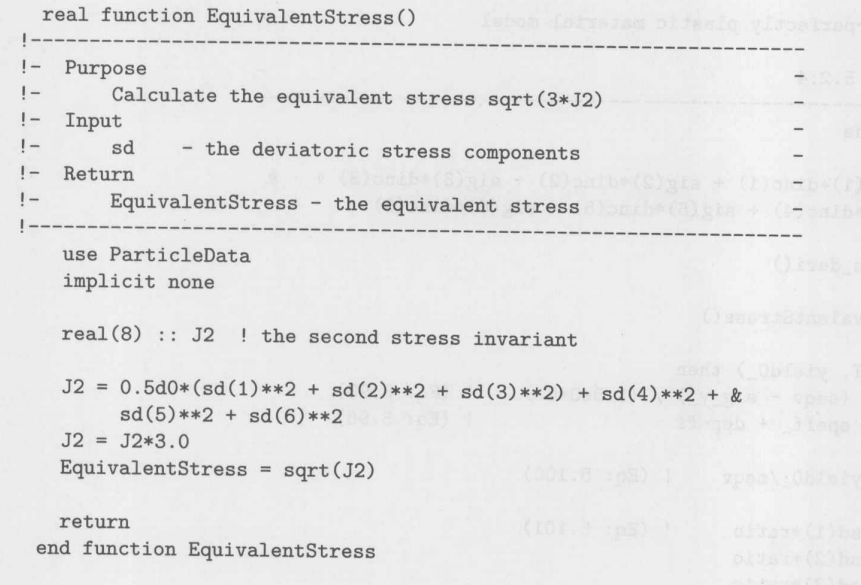 real function EquivalentStress()
!-------------------------------------------------------------------
!-  Purpose                                                        -
!-      Calculate the equivalent stress sqrt(3*J2)                 -
!-  Input                                                          -
!-      sd    - the deviatoric stress components                   -
!-  Return                                                         -
!-      EquivalentStress - the equivalent stress                   -
!-------------------------------------------------------------------
use ParticleData
implicit none
real(8) :: J2  ! the second stress invariant
J2 = 0.5d0*(sd(1)**2 + sd(2)**2 + sd(3)**2) + sd(4)**2 + &
sd(5)**2 + sd(6)**2
J2 = J2*3.0
EquivalentStress = sqrt(J2)
return
end function EquivalentStress